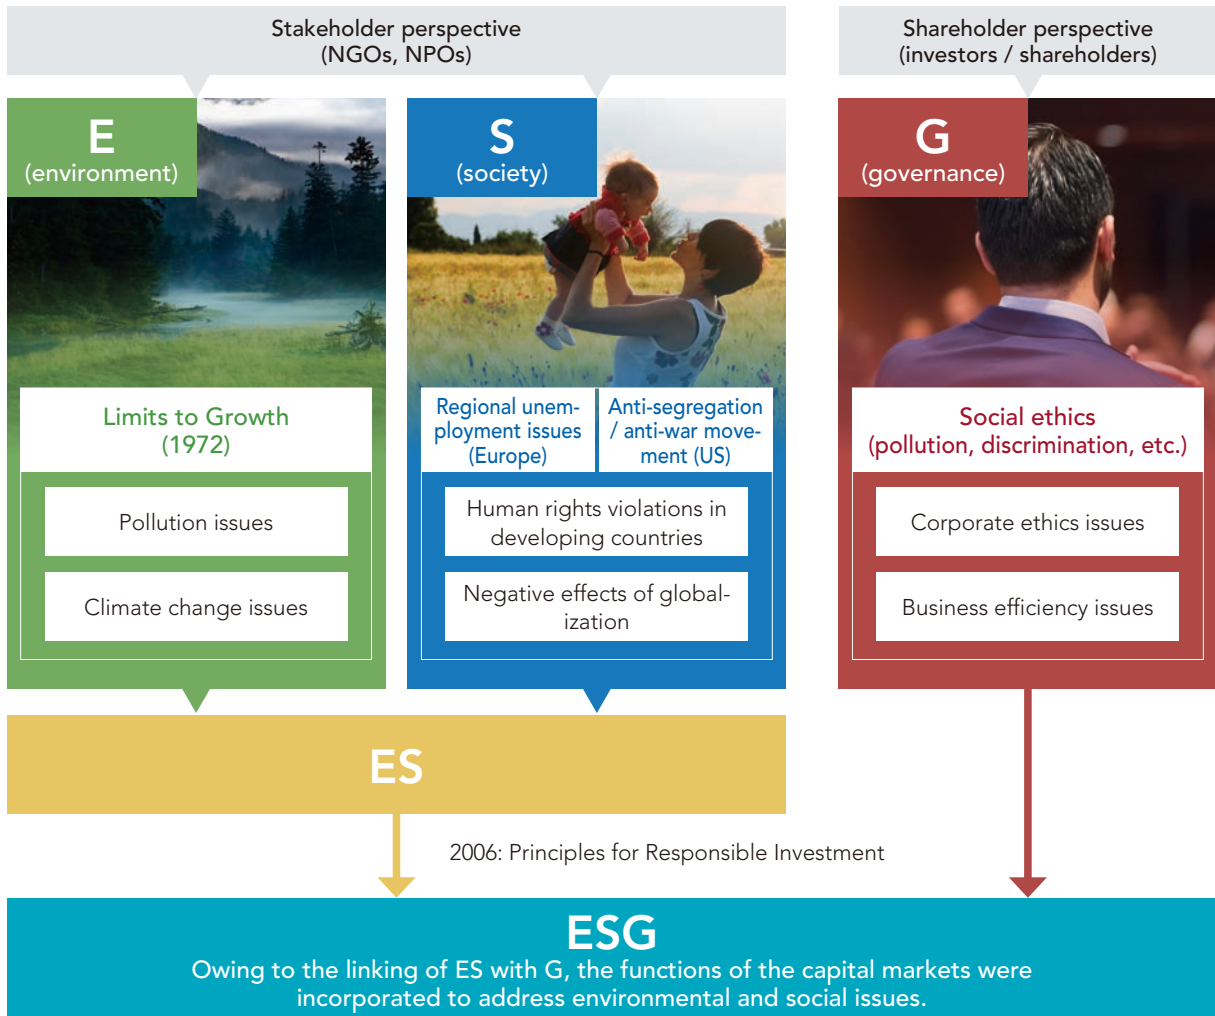 Stakeholder perspective
(NGOs, NPOs)
Shareholder perspective
(investors / shareholders)
E
(environment)
S
(society)
G
(governance)
Limits to Growth
(1972)
Pollution issues
Climate change issues
Regional unem-
ployment issues
(Europe)
Anti-segregation
/ anti-war move-
ment (US)
Human rights violations in
developing countries
Negative effects of global-
ization
Social ethics
(pollution, discrimination, etc.)
Corporate ethics issues
Business efficiency issues
ES
2006: Principles for Responsible Investment
ESG
Owing to the linking of ES with G, the functions of the capital markets were
incorporated to address environmental and social issues.